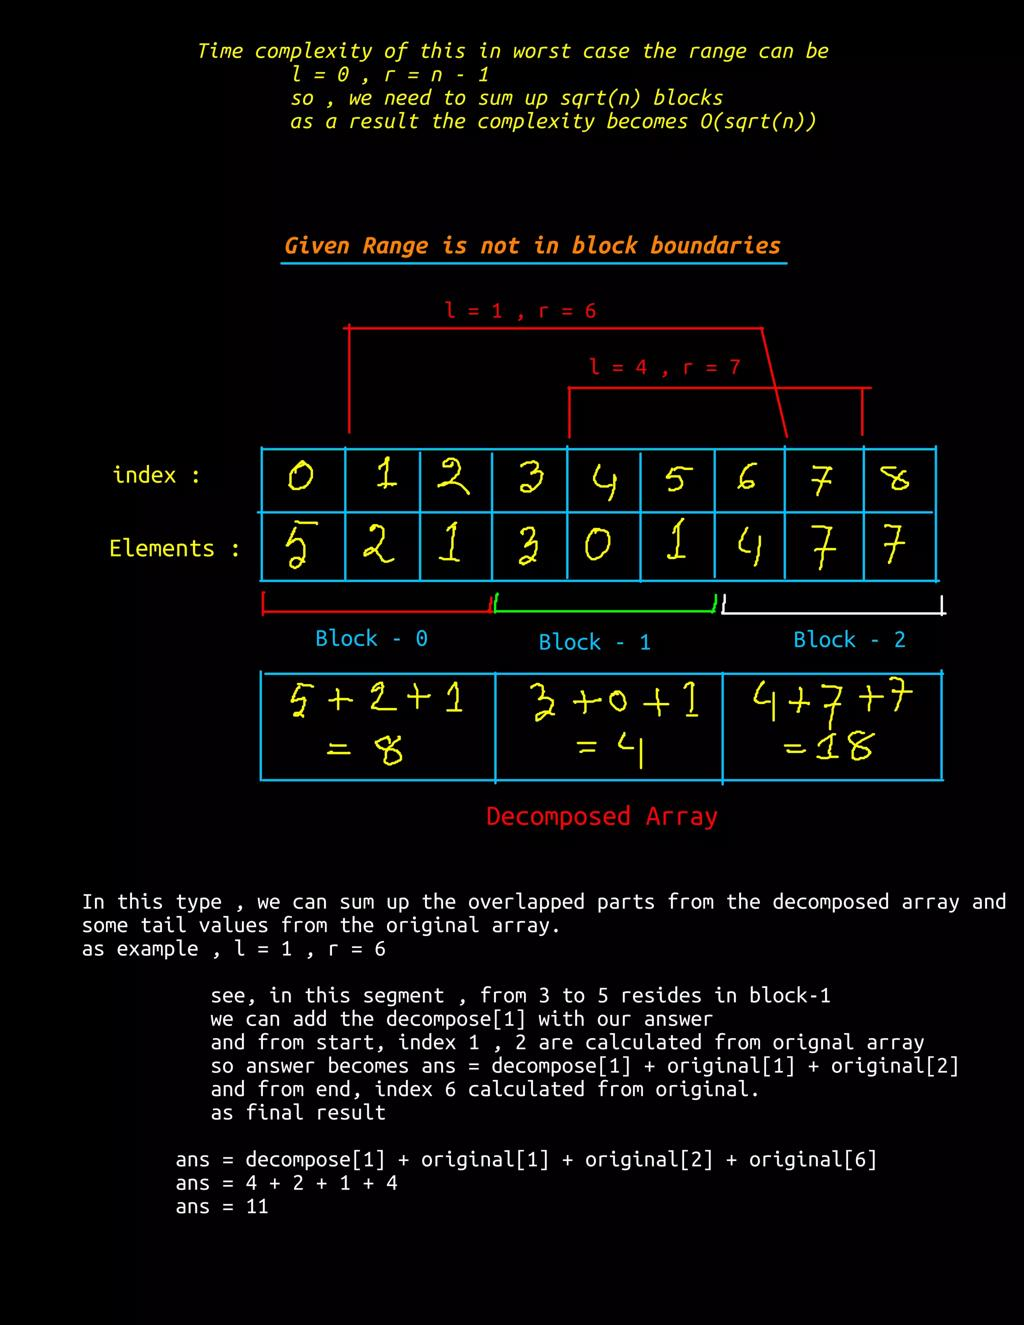 Time complexity of this in worst case the range can be
l = 0 , r = n - 1
so , we need to sum up sqrt(n) blocks
as a result the complexity becomes O(sqrt(n))
Given Range is not in block boundaries
l = 1 , r = 6
l = 4 , r = 7
index : 0 1 2 3 4 5 6 7 8
Elements : 5 2 1 3 0 1 4 7 7
Block - 0 Block - 1 Block - 2
5+2+1 3+0+1 4+7+7
= 8 = 4 =18
Decomposed Array
In this type , we can sum up the overlapped parts from the decomposed array and
some tail values from the original array.
as example , l = 1 , r = 6
see, in this segment , from 3 to 5 resides in block-1
we can add the decompose[1] with our answer
and from start, index 1 , 2 are calculated from orignal array
so answer becomes ans = decompose[1] + original[1] + original[2]
and from end, index 6 calculated from original.
as final result
ans = decompose[1] + original[1] + original[2] + original[6]
ans = 4 + 2 + 1 + 4
ans = 11